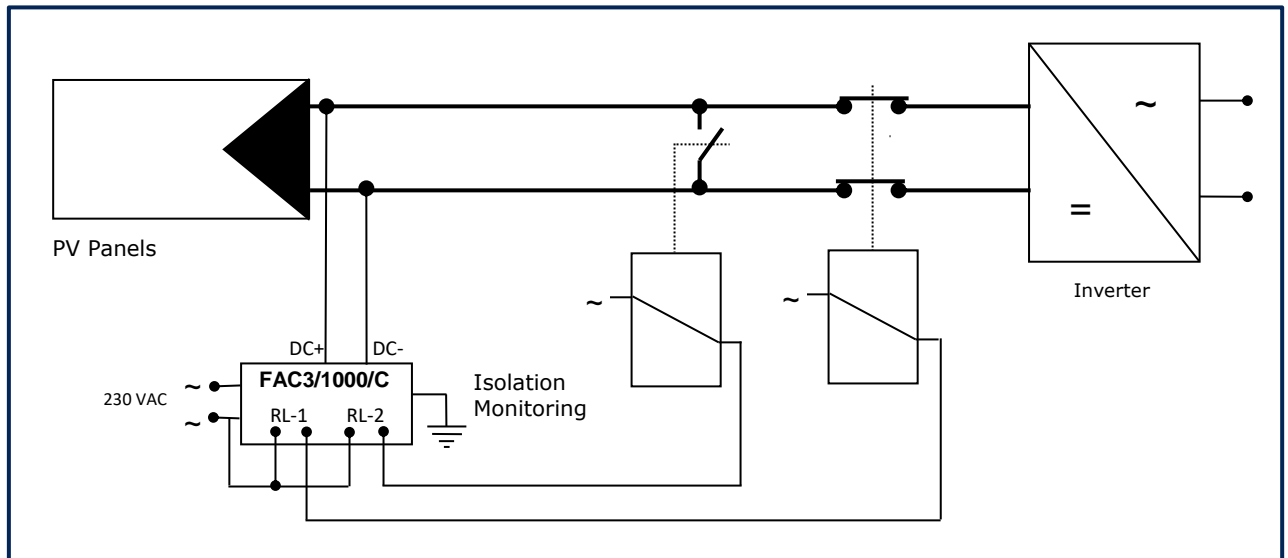 ~
=
PV Panels
Inverter
~
~
DC+ DC-
FAC3/1000/C
Isolation
Monitoring
~
230 VAC
~
RL-1 RL-2